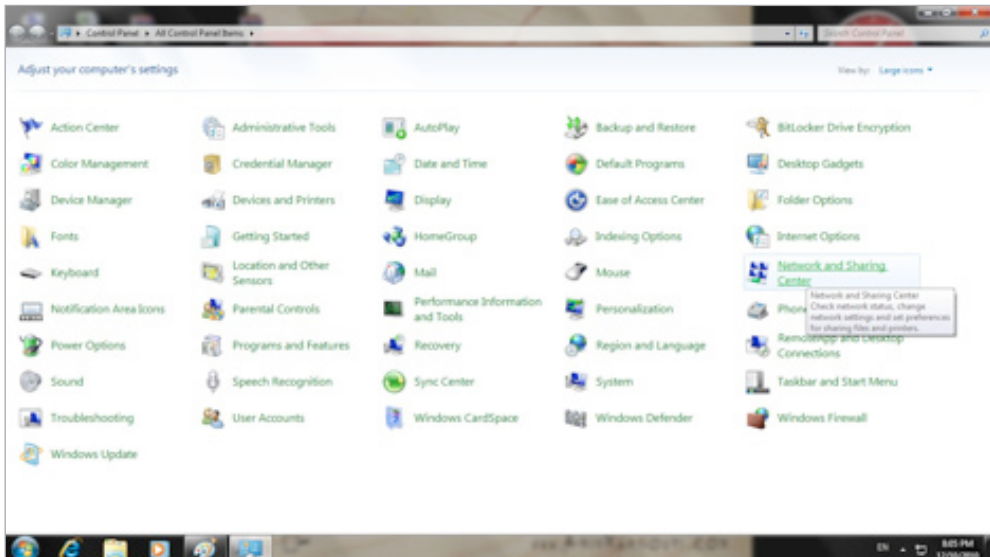 Control Panel All Control Panel Items
Search Control Panel
Adjust your computer's settings
View by: Large icons
Action Center
Administrative Tools
AutoPlay
Backup and Restore
BitLocker Drive Encryption
Color Management
Credential Manager
Date and Time
Default Programs
Desktop Gadgets
Device Manager
Devices and Printers
Display
Ease of Access Center
Folder Options
Fonts
Getting Started
HomeGroup
Indexing Options
Internet Options
Keyboard
Location and Other
Sensors
Mail
Mouse
Network and Sharing
Center
Network and Sharing Center
Check network status, change
network settings and set preferences
for sharing files and printers.
Notification Area Icons
Parental Controls
Performance Information
and Tools
Personalization
Phone
Power Options
Programs and Features
Recovery
Region and Language
RemoteApp and Desktop
Connections
Sound
Speech Recognition
Sync Center
System
Taskbar and Start Menu
Troubleshooting
User Accounts
Windows CardSpace
Windows Defender
Windows Firewall
Windows Update
EN
8:05 PM